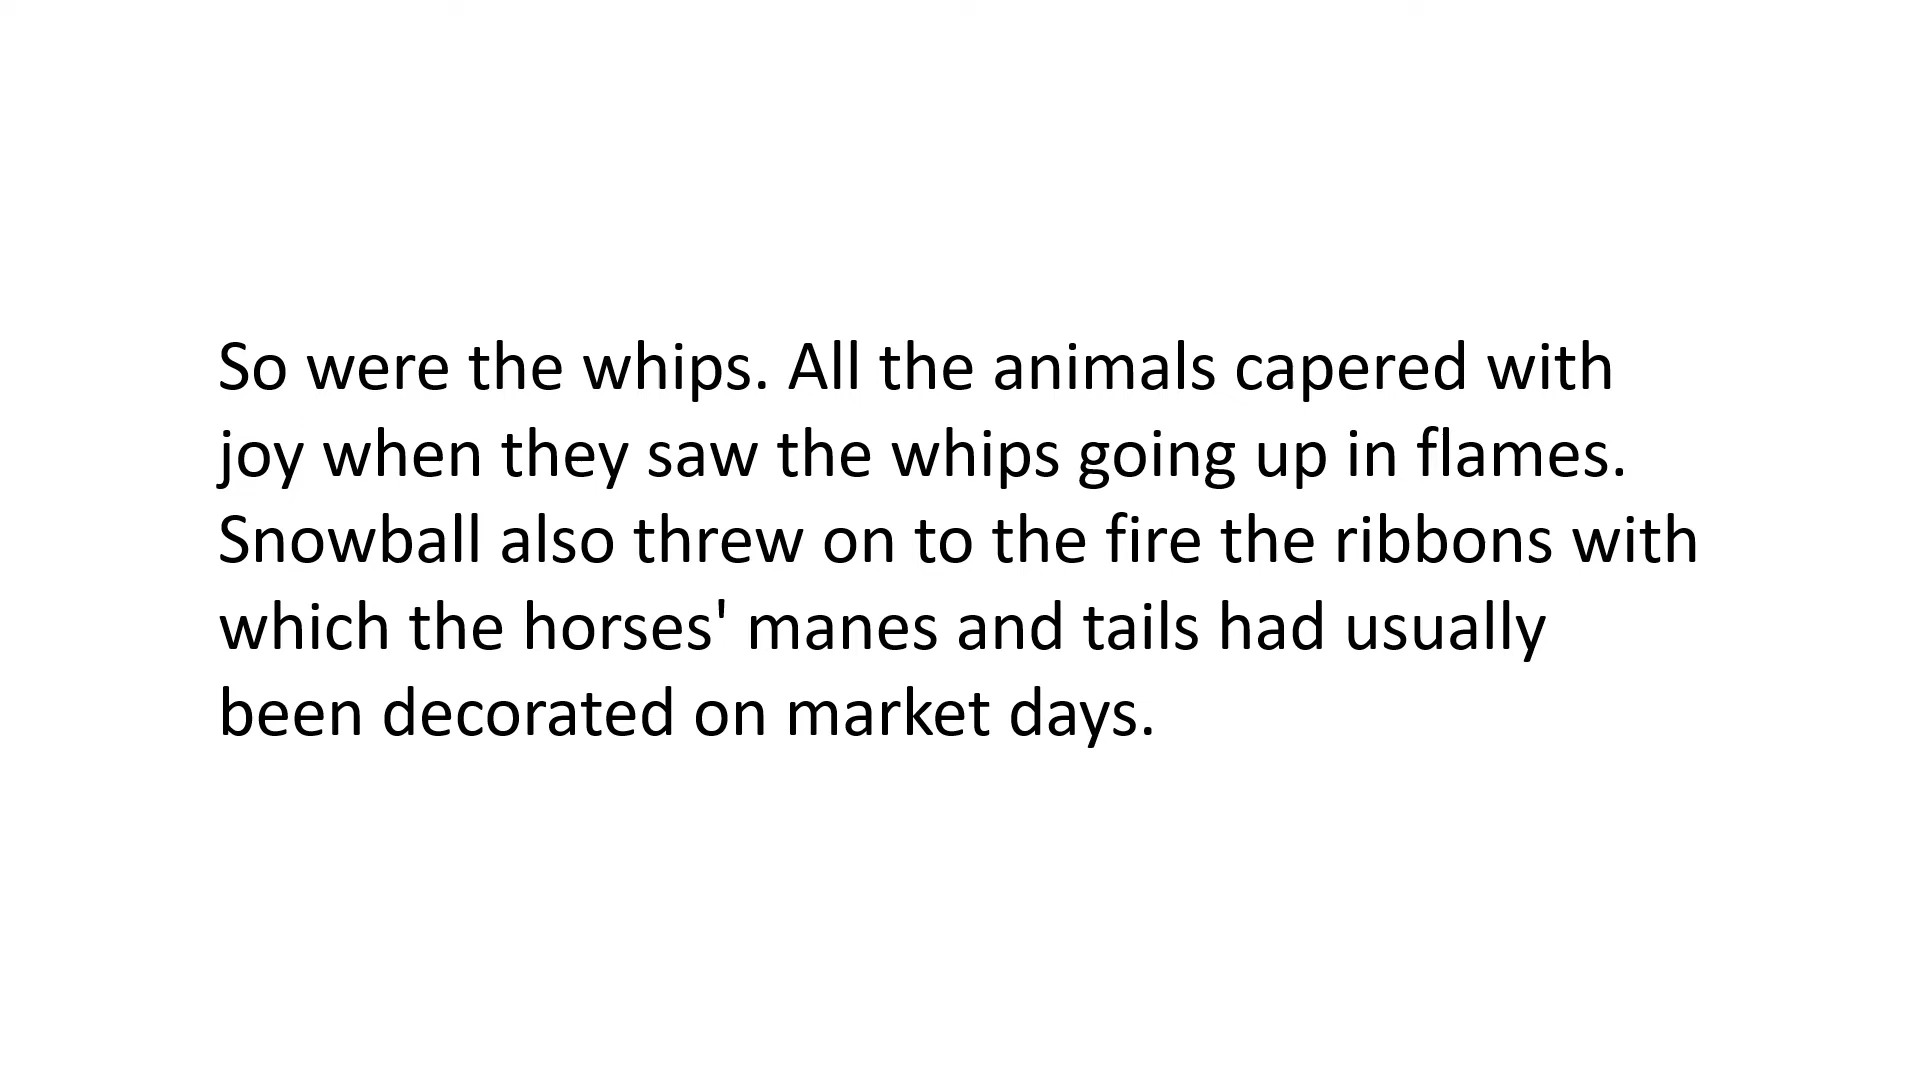 So were the whips. All the animals capered with
joy when they saw the whips going up in flames.
Snowball also threw on to the fire the ribbons with
which the horses' manes and tails had usually
been decorated on market days.